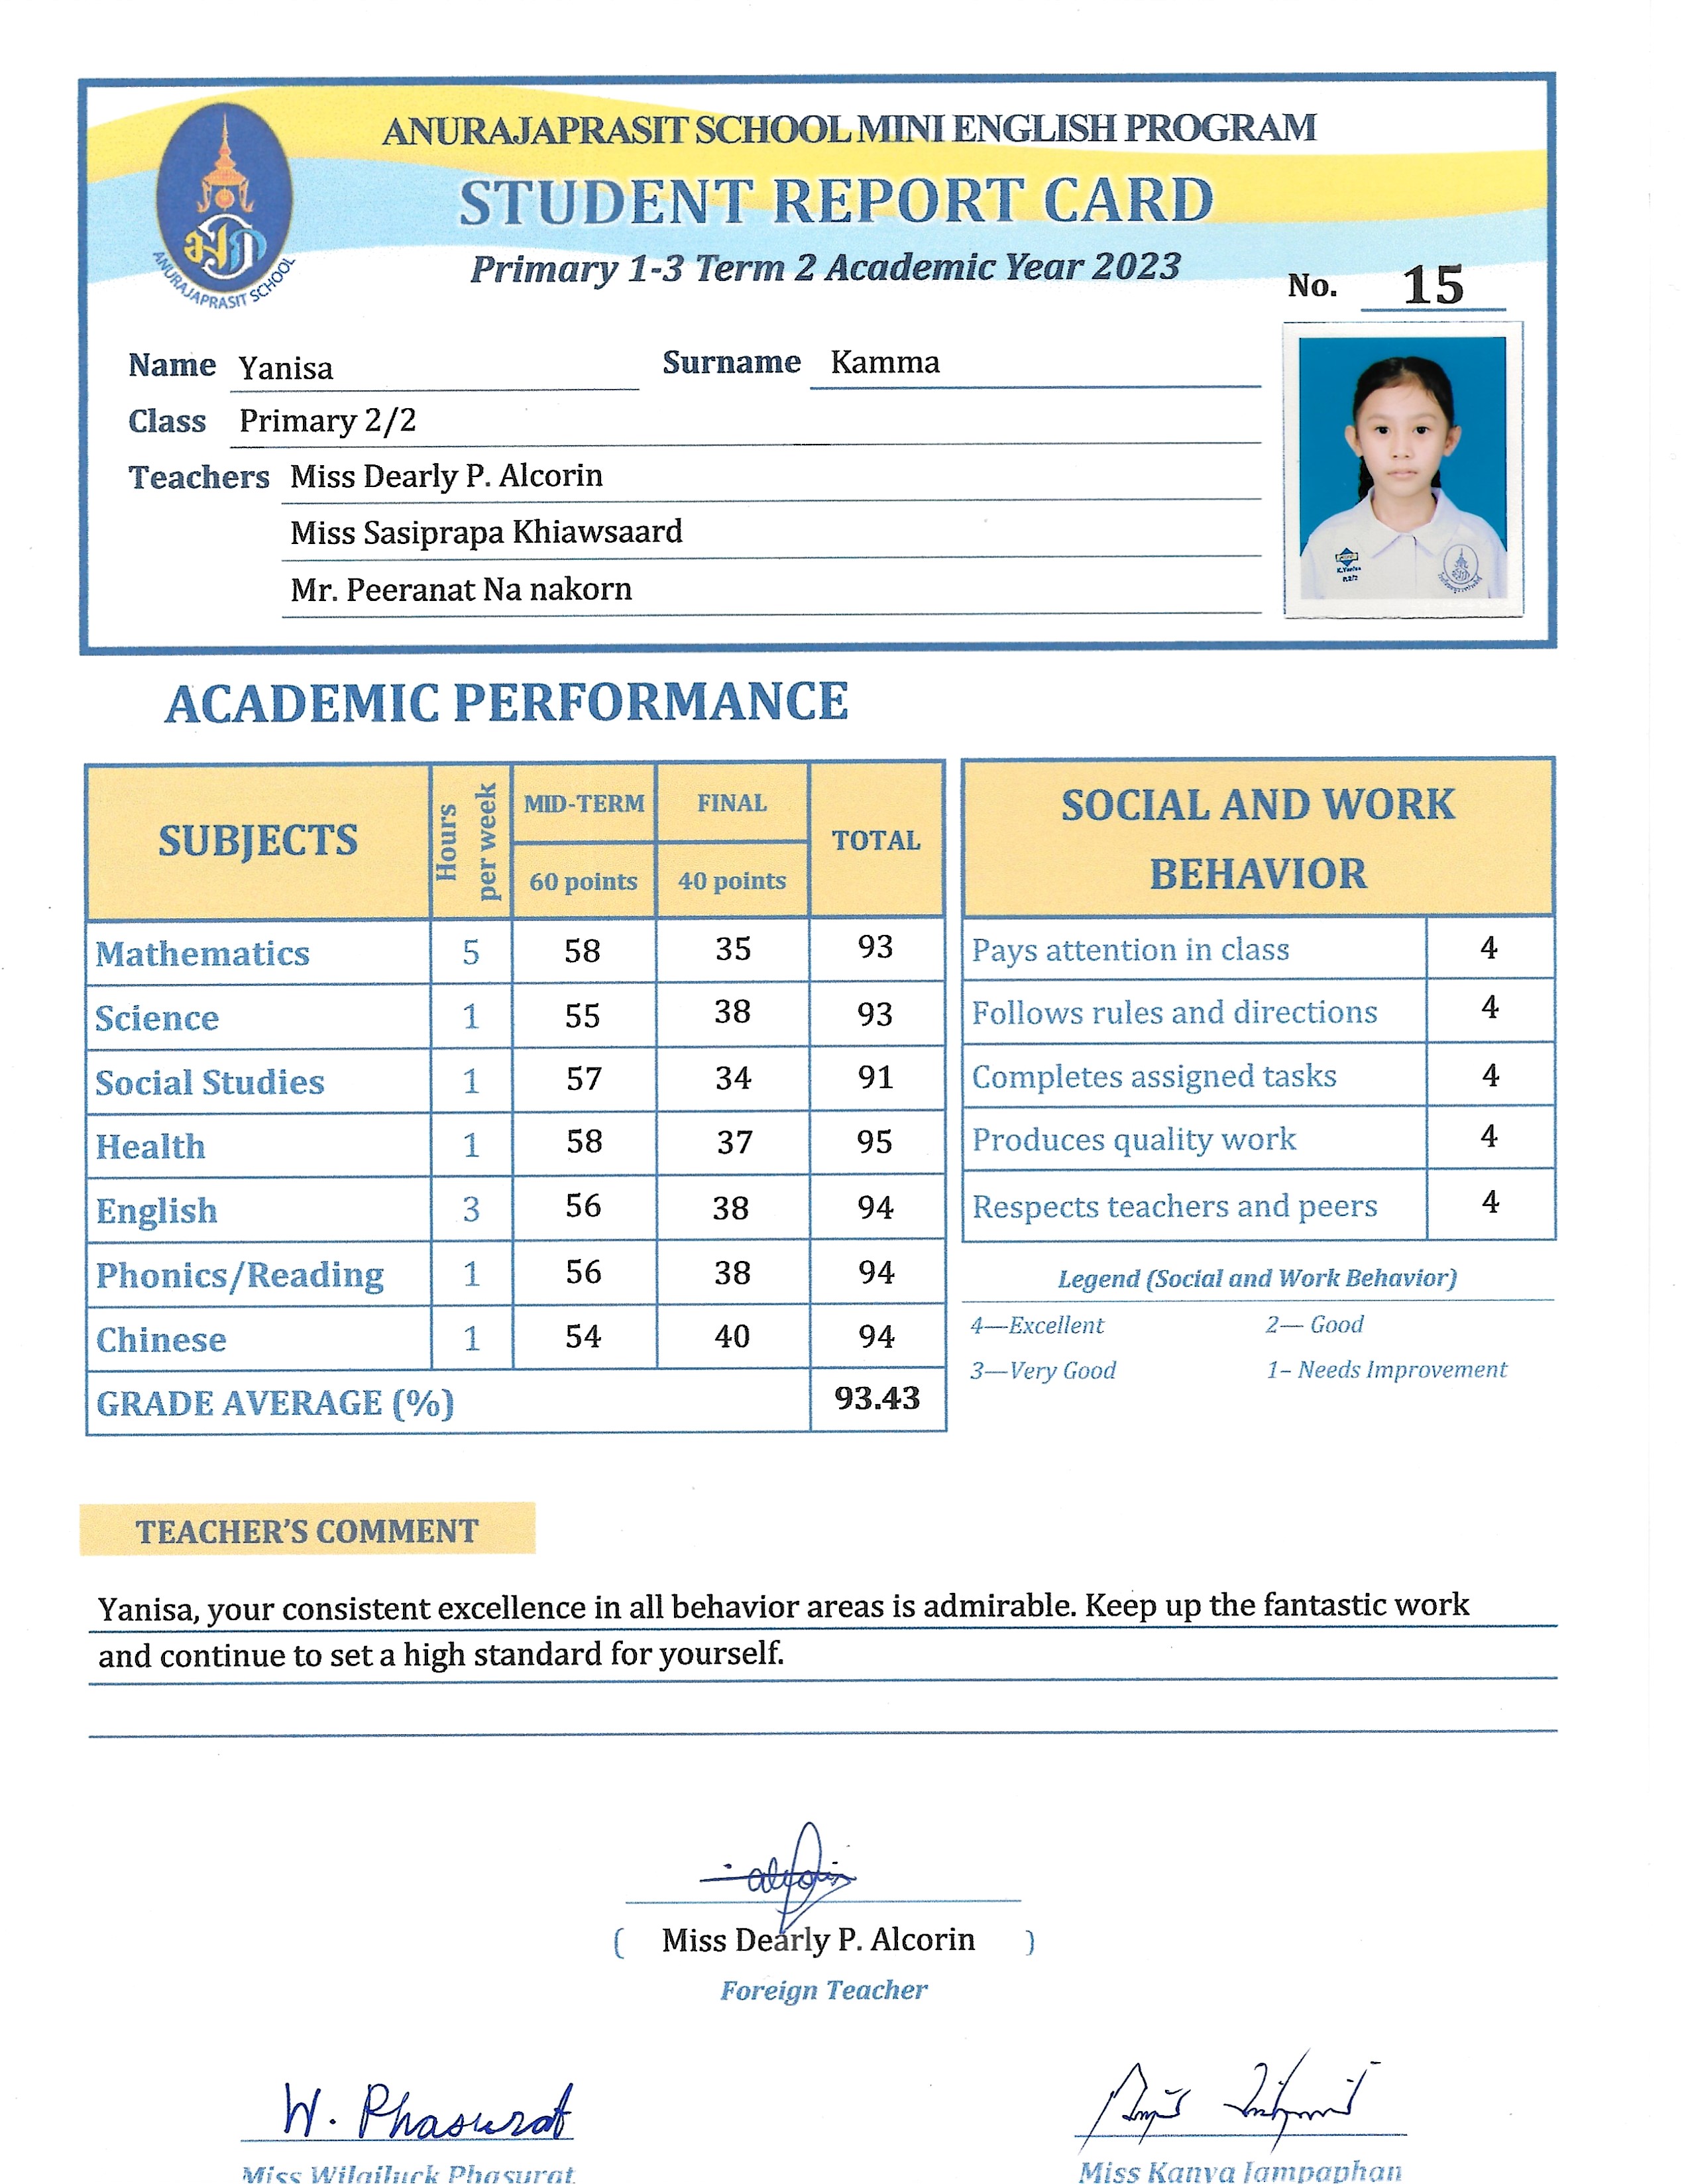 ANURAJAPRASIT SCHOOL MINI ENGLISH PROGRAM
STUDENT REPORT CARD
Primary 1-3 Term 2 Academic Year 2023
ANURAJAPRASIT SCHOOL
No. 15
Name Yanisa Surname Kamma
Class Primary 2/2
Teachers Miss Dearly P. Alcorin
Miss Sasiprapa Khiawsaard
Mr. Peeranat Na nakorn
K.Yanisa
ACADEMIC PERFORMANCE
SUBJECTS Hours per week MID-TERM FINAL TOTAL
60 points 40 points
Mathematics 5 58 35 93
Science 1 55 38 93
Social Studies 1 57 34 91
Health 1 58 37 95
English 3 56 38 94
Phonics/Reading 1 56 38 94
Chinese 1 54 40 94
GRADE AVERAGE (%) 93.43
SOCIAL AND WORK
BEHAVIOR
Pays attention in class 4
Follows rules and directions 4
Completes assigned tasks 4
Produces quality work 4
Respects teachers and peers 4
Legend (Social and Work Behavior)
4—Excellent 2— Good
3—Very Good 1– Needs Improvement
TEACHER'S COMMENT
Yanisa, your consistent excellence in all behavior areas is admirable. Keep up the fantastic work
and continue to set a high standard for yourself.
( Miss Dearly P. Alcorin )
Foreign Teacher
W. Phasurat
Miss Wilailuck Phasurat
Miss Kanya Jampaphan